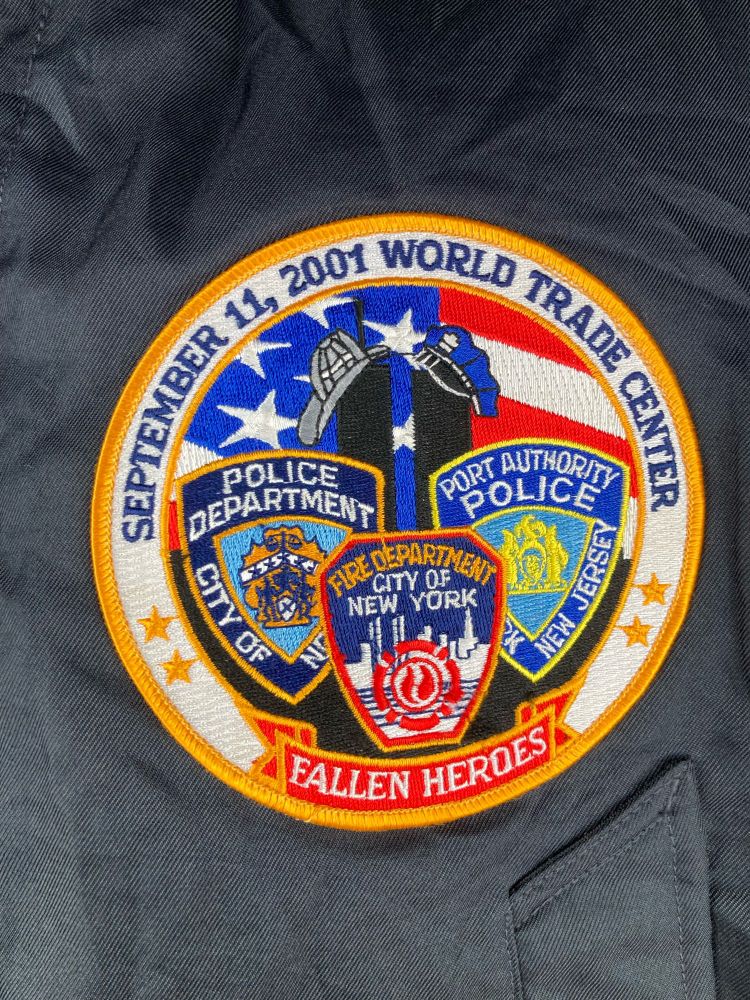 SEPTEMBER 11, 2001 WORLD TRADE CENTER
POLICE
DEPARTMENT
CITY OF
PORT AUTHORITY
POLICE
NEW JERSEY
FIRE DEPARTMENT
CITY OF
NEW YORK
FALLEN HEROES